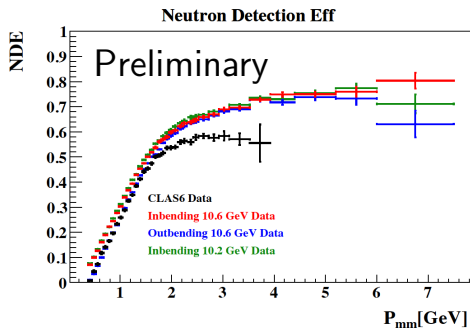 Neutron Detection Eff
NDE
Preliminary
1
0.9
0.8
0.7
0.6
0.5
0.4
0.3
0.2
0.1
0
CLAS6 Data
Inbending 10.6 GeV Data
Outbending 10.6 GeV Data
Inbending 10.2 GeV Data
1 2 3 4 5 6 7
Pmm[GeV]